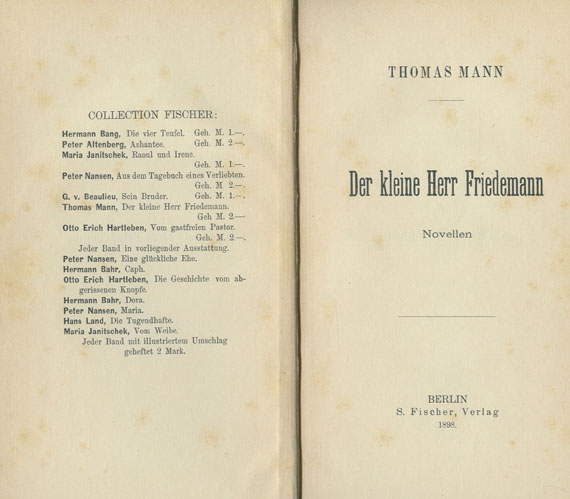 COLLECTION FISCHER:
Hermann Bang, Die vier Teufel. Geh. M. 1.—.
Peter Altenberg, Ashantee. Geh. M. 2.—.
Maria Janitschek, Raoul und Irene.
Geh. M. 1.—.
Peter Nansen, Aus dem Tagebuch eines Verliebten.
Geh. M 2.—.
G. v. Beaulieu, Sein Bruder. Geh. M. 1.—.
Thomas Mann, Der kleine Herr Friedemann.
Geh M. 2.—
Otto Erich Hartleben, Vom gastfreien Pastor.
Geh. M. 2.—.
Jeder Band in vorliegender Ausstattung.
Peter Nansen, Eine glückliche Ehe.
Hermann Bahr, Caph.
Otto Erich Hartleben, Die Geschichte vom ab-
gerissenen Knopfe.
Hermann Bahr, Dora.
Peter Nansen, Maria.
Hans Land, Die Tugendhafte.
Maria Janitschek, Vom Weibe.
Jeder Band mit illustriertem Umschlag
geheftet 2 Mark.
THOMAS MANN
Der kleine Herr Friedemann
Novellen
BERLIN
S. Fischer, Verlag
1898.